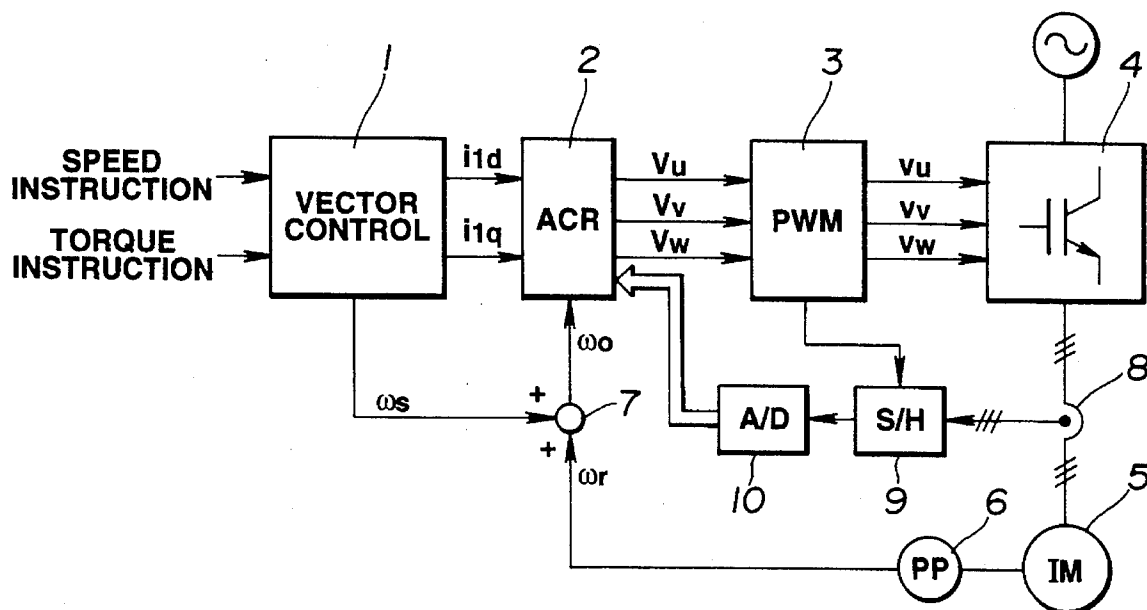 1
2
3
4
SPEED
INSTRUCTION
TORQUE
INSTRUCTION
VECTOR
CONTROL
i1d
i1q
ACR
Vu
Vv
Vw
PWM
vu
vv
vw
ωo
ωs
+
+
7
ωr
A/D
10
S/H
9
8
5
6
PP
IM